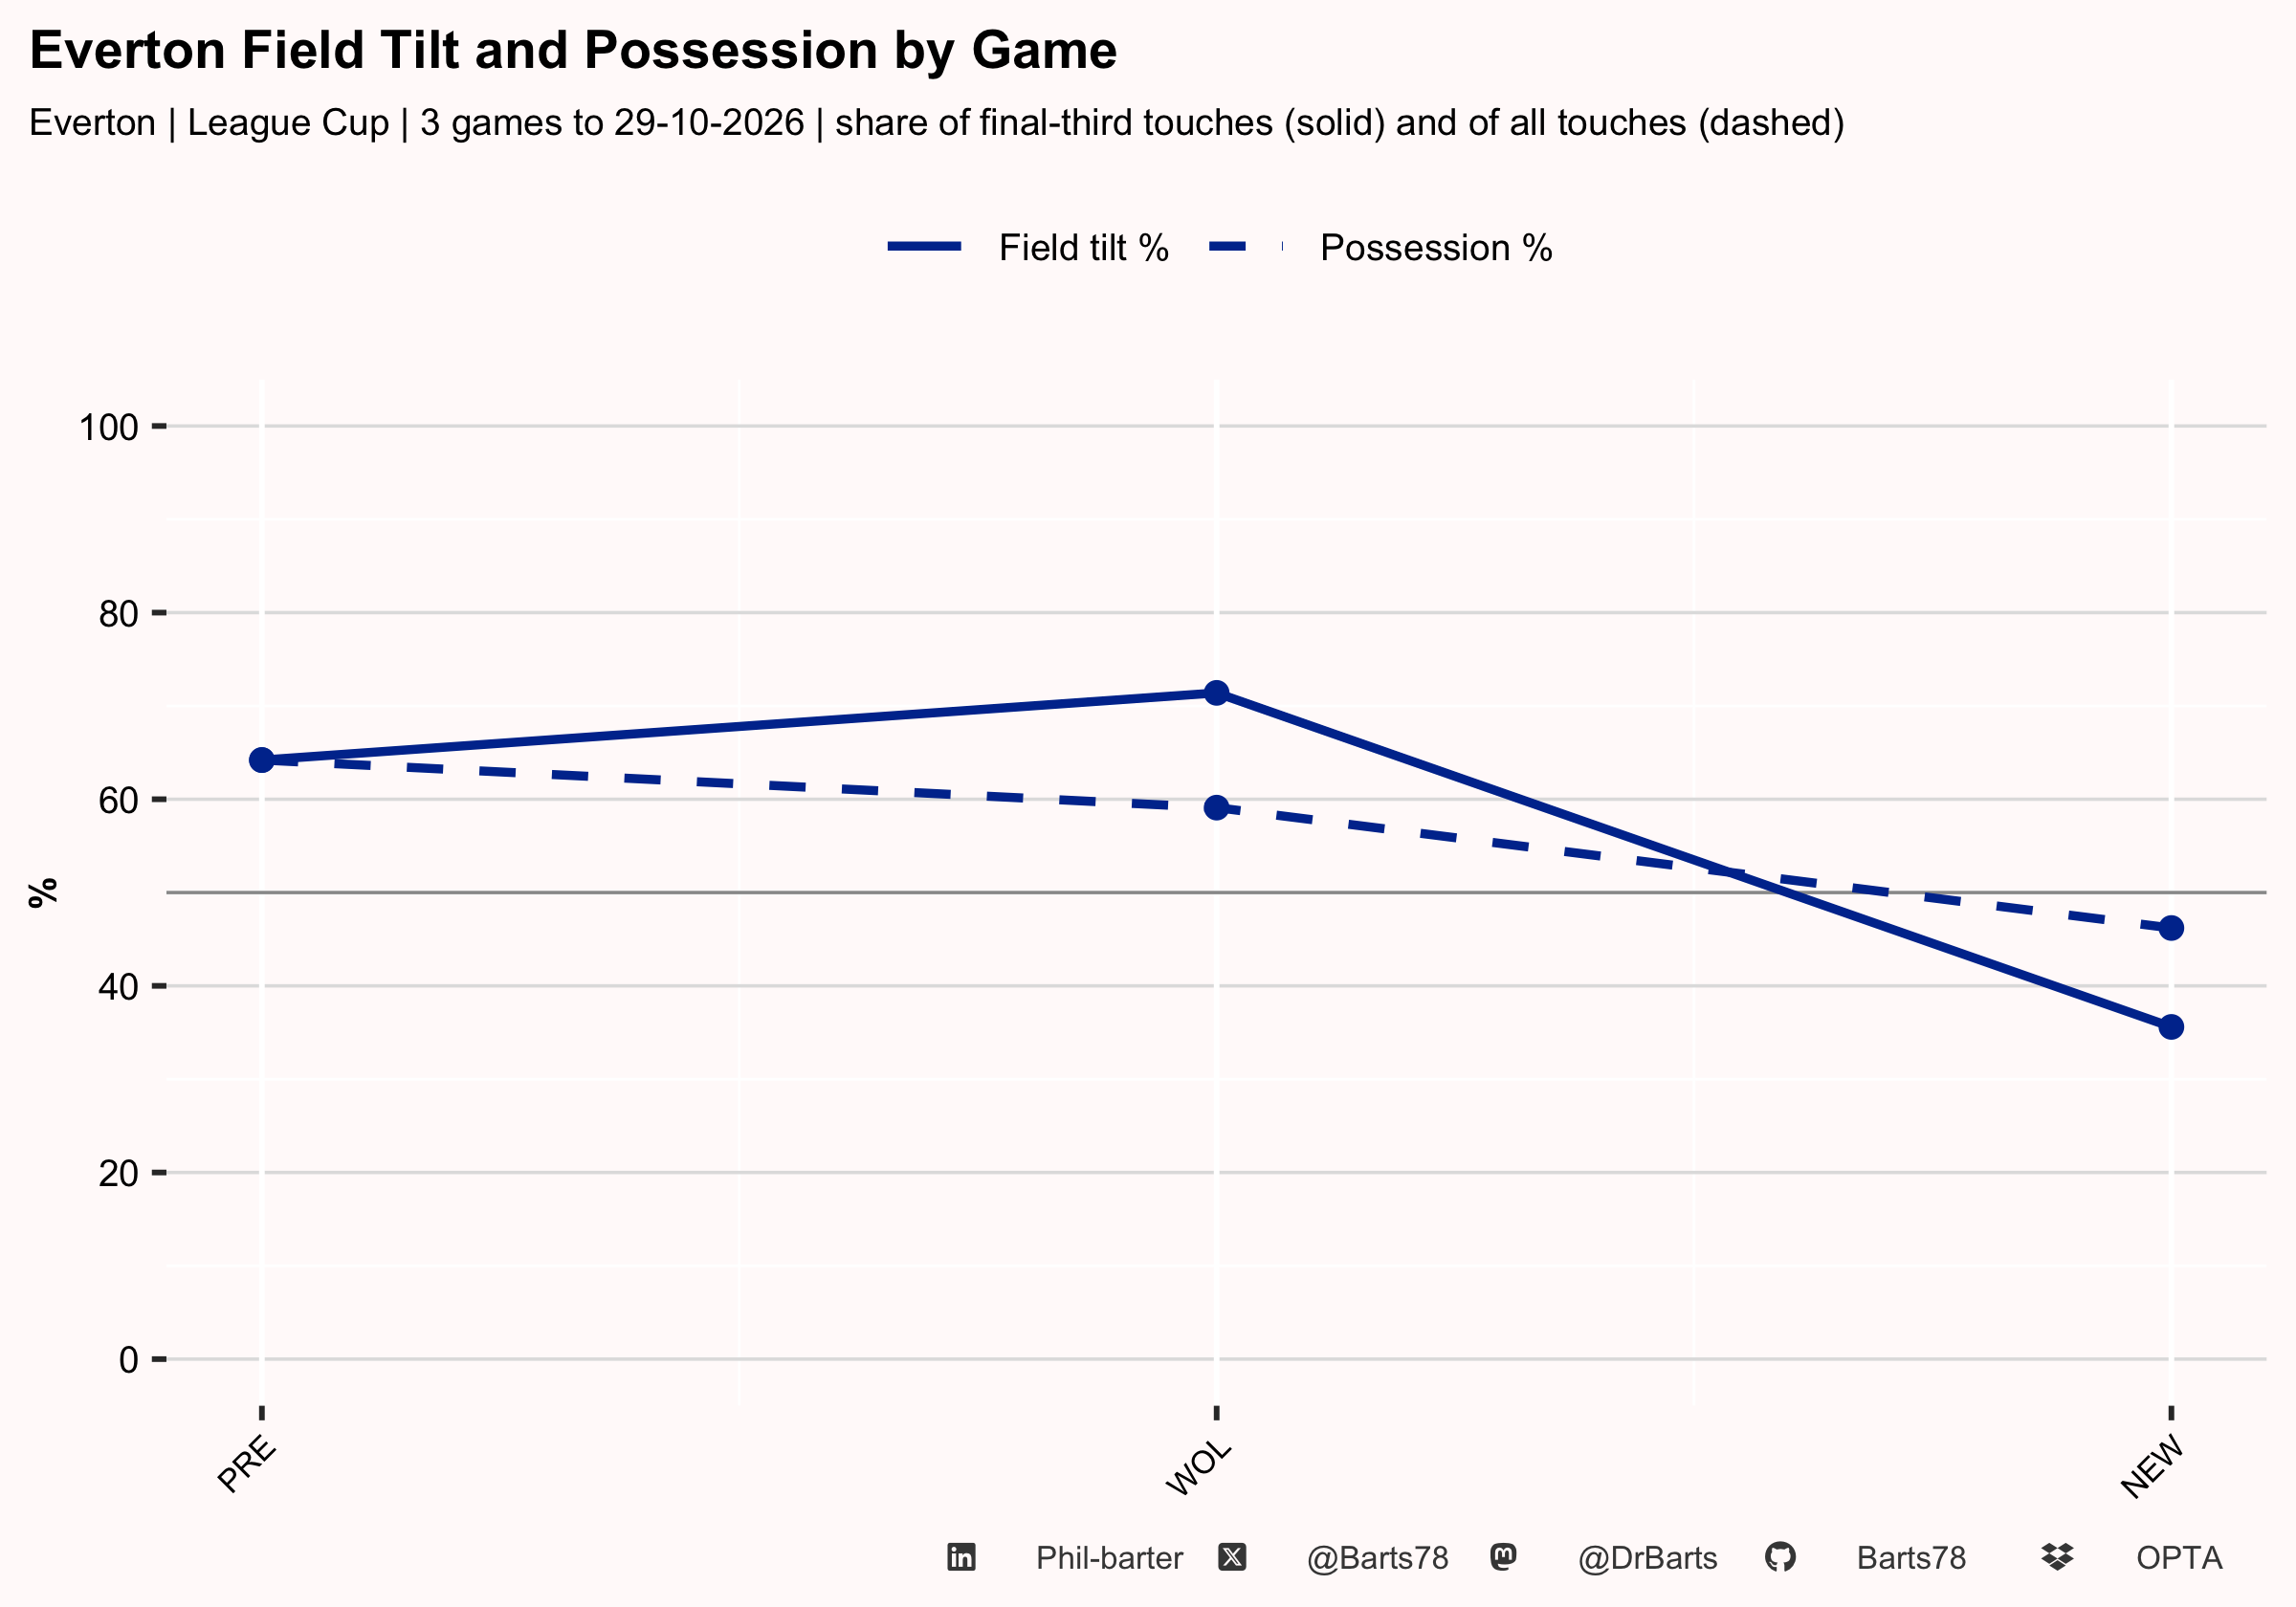 Everton Field Tilt and Possession by Game
Everton | League Cup | 3 games to 29-10-2026 | share of final-third touches (solid) and of all touches (dashed)
Field tilt %
Possession %
100
80
60
40
20
0
%
PRE
WOL
NEW
Phil-barter
@Barts78
@DrBarts
Barts78
OPTA